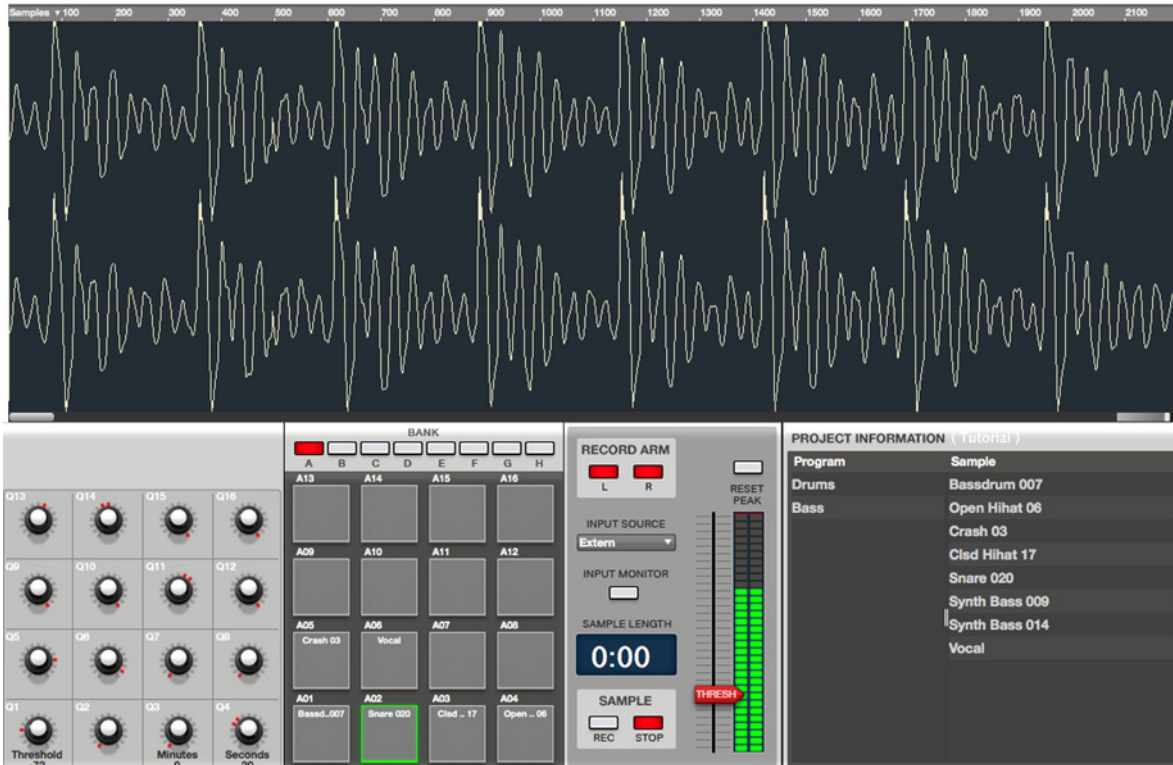 Samples ▾ 100 200 300 400 500 600 700 800 900 1000 1100 1200 1300 1400 1500 1600 1700 1800 1900 2000 2100
Q13 Q14 Q15 Q16
Q9 Q10 Q11 Q12
Q5 Q6 Q7 Q8
Q1 Q2 Q3 Q4
Threshold Minutes Seconds
BANK
A B C D E F G H
A13 A14 A15 A16
A09 A10 A11 A12
A05 A06 A07 A08
Crash 03 Vocal
A01 A02 A03 A04
Bassd..007 Snare 020 Clsd .. 17 Open .. 06
RECORD ARM
L R
RESET
PEAK
INPUT SOURCE
Extern
INPUT MONITOR
SAMPLE LENGTH
0:00
THRESH
SAMPLE
REC STOP
PROJECT INFORMATION ( Tutorial )
Program Sample
Drums Bassdrum 007
Bass Open Hihat 06
Crash 03
Clsd Hihat 17
Snare 020
Synth Bass 009
Synth Bass 014
Vocal